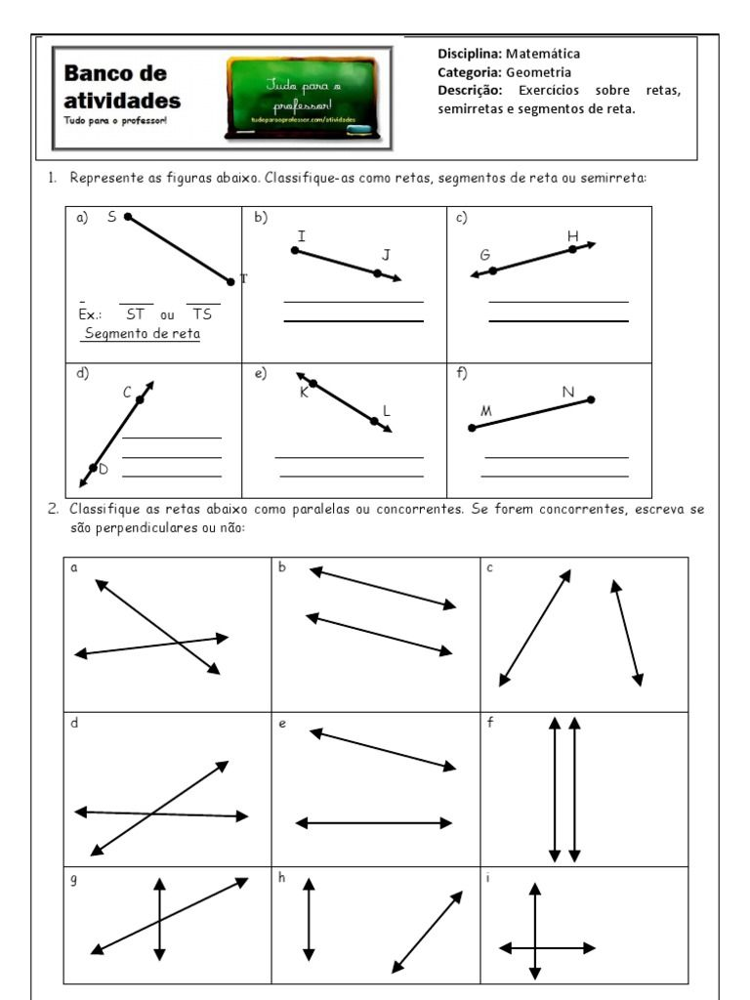 Banco de
atividades
Tudo para o professor!
Tudo para o
professor!
tudoparaoprofessor.com/atividades
Disciplina: Matemática
Categoria: Geometria
Descrição: Exercícios sobre retas,
semirretas e segmentos de reta.
1. Represente as figuras abaixo. Classifique-as como retas, segmentos de reta ou semirreta:
a) S
T
Ex.: ST ou TS
Segmento de reta
b)
I
J
c)
H
G
d)
C
D
e)
K
L
f)
N
M
2. Classifique as retas abaixo como paralelas ou concorrentes. Se forem concorrentes, escreva se
são perpendiculares ou não:
a
b
c
d
e
f
g
h
i